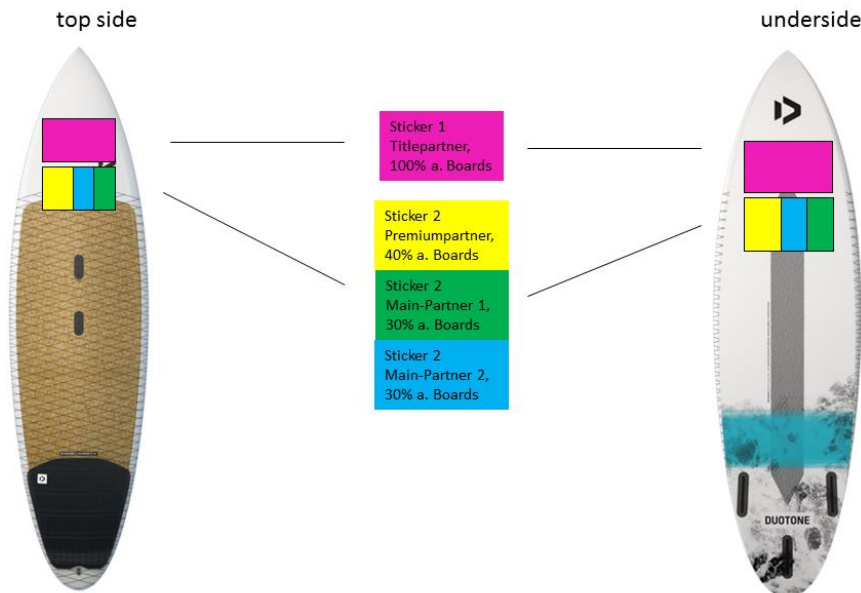 top side
underside
Sticker 1
Titlepartner,
100% a. Boards
Sticker 2
Premiumpartner,
40% a. Boards
Sticker 2
Main-Partner 1,
30% a. Boards
Sticker 2
Main-Partner 2,
30% a. Boards
DUOTONE